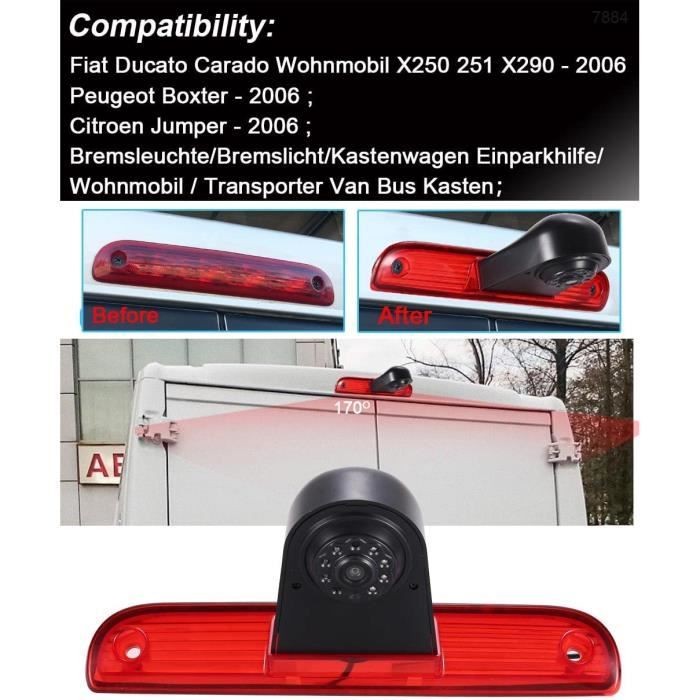 7884
Compatibility:
Fiat Ducato Carado Wohnmobil X250 251 X290 - 2006
Peugeot Boxter - 2006 ;
Citroen Jumper - 2006 ;
Bremsleuchte/Bremslicht/Kastenwagen Einparkhilfe/
Wohnmobil / Transporter Van Bus Kasten;
Before
After
170°
AB